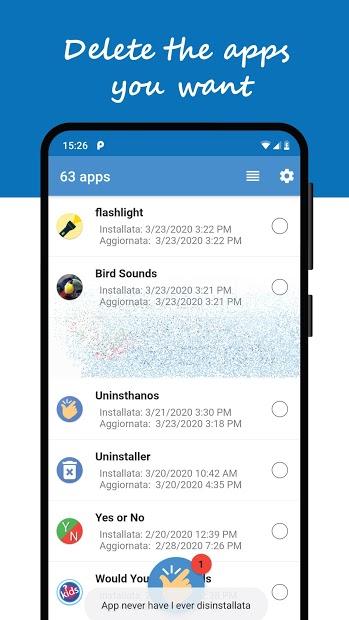 Delete the apps
you want
15:26
63 apps
flashlight
Installata: 3/23/2020 3:22 PM
Aggiornata: 3/23/2020 3:22 PM
Bird Sounds
Installata: 3/23/2020 3:21 PM
Aggiornata: 3/23/2020 3:21 PM
Uninsthanos
Installata: 3/21/2020 3:30 PM
Aggiornata: 3/23/2020 3:18 PM
Uninstaller
Installata: 3/20/2020 10:42 AM
Aggiornata: 3/20/2020 4:35 PM
Yes or No
Y
N
Installata: 2/20/2020 12:39 PM
Aggiornata: 2/28/2020 7:26 PM
1
kids
Would You
App never have I ever disinstallata